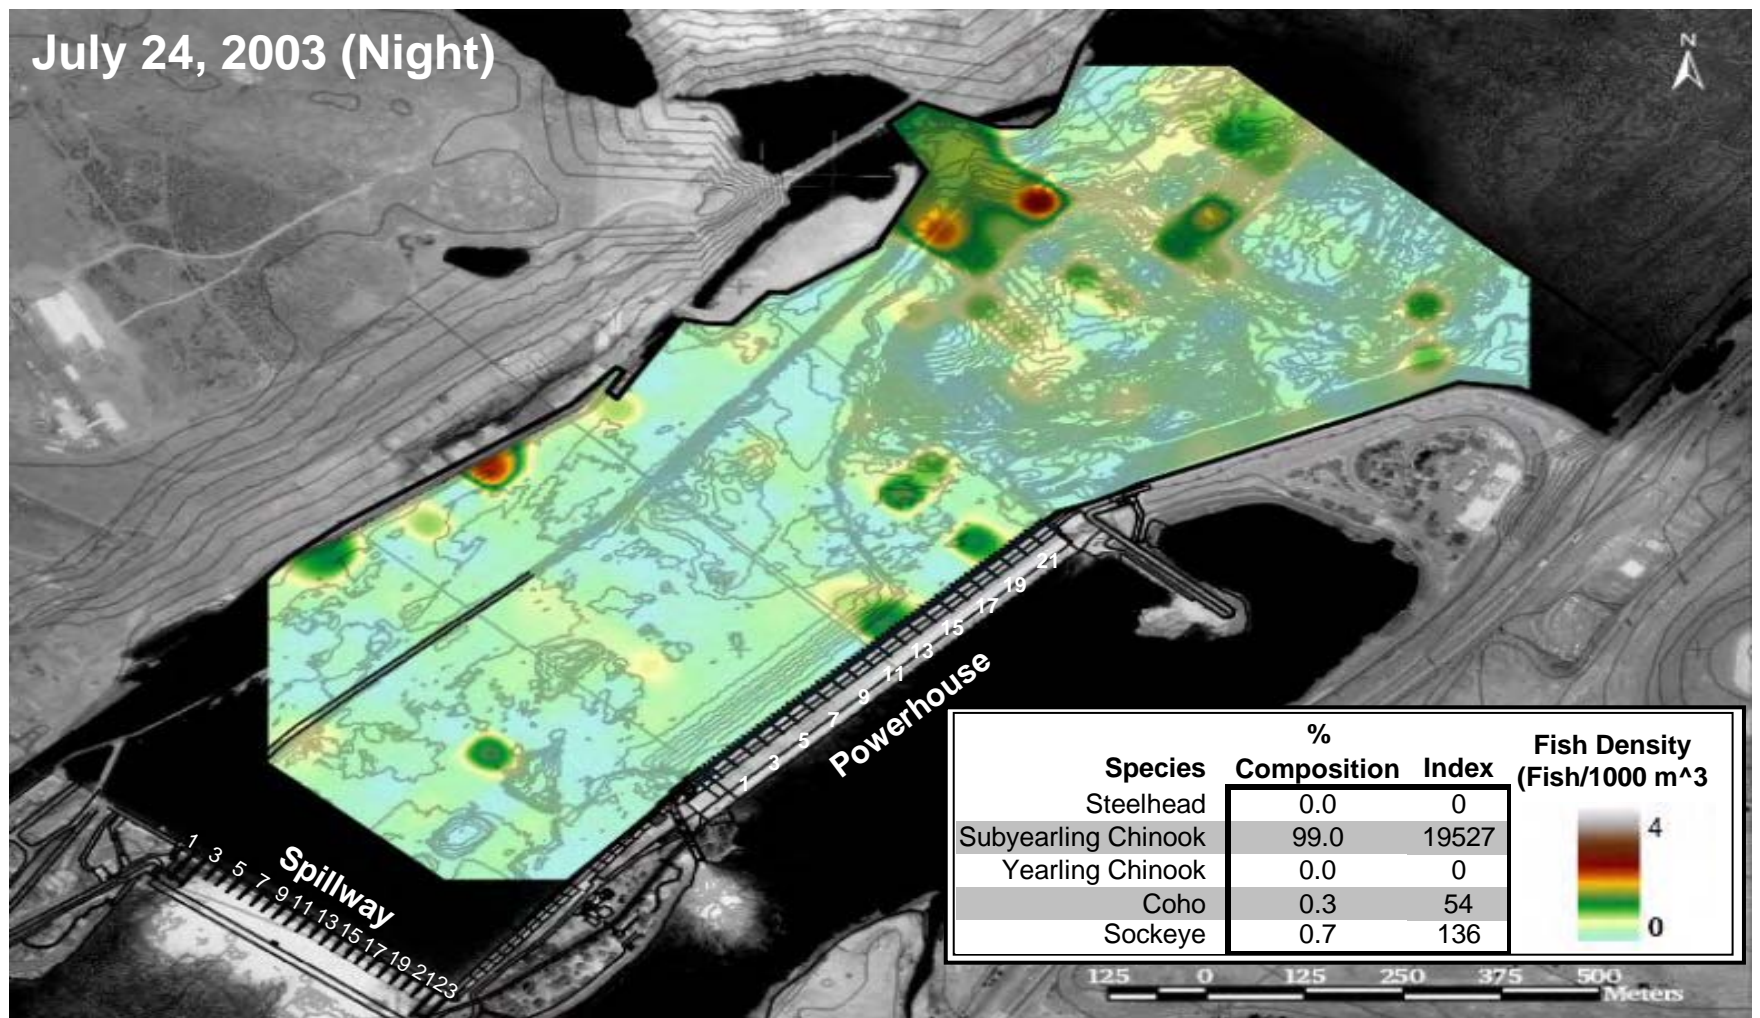 July 24, 2003 (Night)
N
21
19
17
15
13
11
9
7
5
3
1
Powerhouse
Spillway
1
3
5
7
9
11
13
15
17
19
21
23
%
Species Composition Index
Steelhead 0.0 0
Subyearling Chinook 99.0 19527
Yearling Chinook 0.0 0
Coho 0.3 54
Sockeye 0.7 136
Fish Density
(Fish/1000 m^3
4
0
125 0 125 250 375 500
Meters